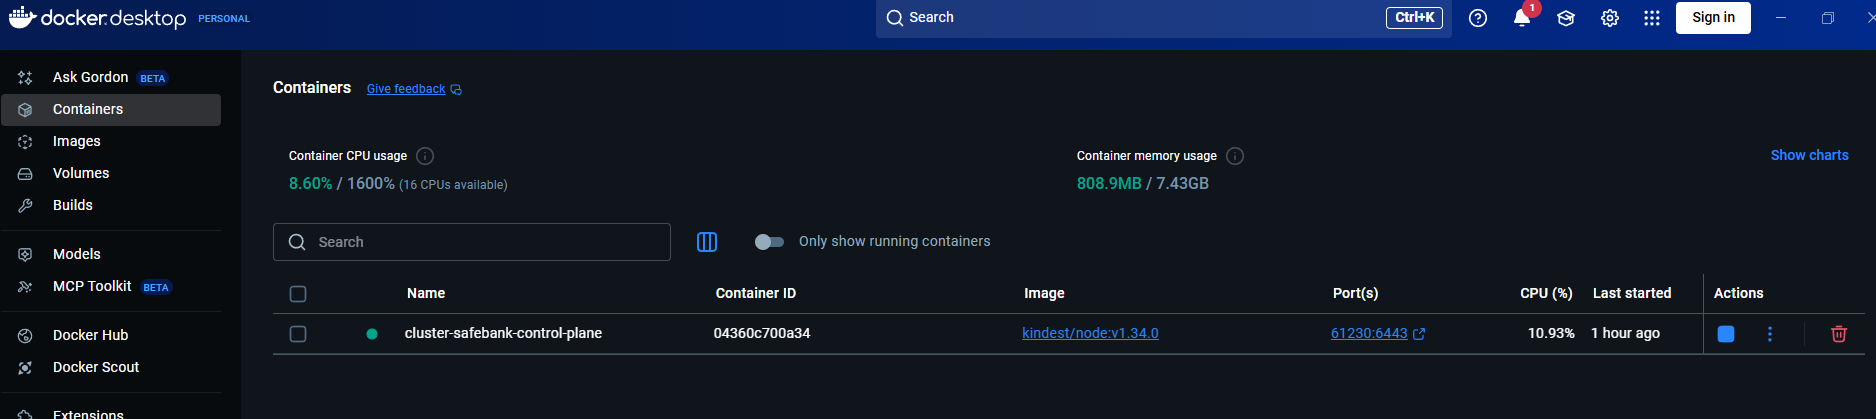 docker.desktop PERSONAL
Search
Ctrl+K
1
Sign in
Ask Gordon BETA
Containers
Images
Volumes
Builds
Models
MCP Toolkit BETA
Docker Hub
Docker Scout
Extensions
Containers Give feedback
Container CPU usage
8.60% / 1600% (16 CPUs available)
Container memory usage
808.9MB / 7.43GB
Show charts
Search
Only show running containers
Name Container ID Image Port(s) CPU (%) Last started Actions
cluster-safebank-control-plane 04360c700a34 kindest/node:v1.34.0 61230:6443 10.93% 1 hour ago